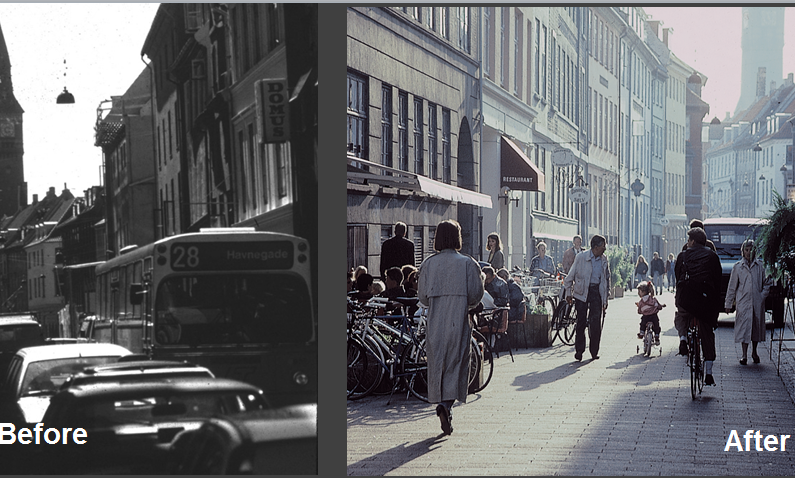 DOMUS
28 Havnegade
RESTAURANT
Before
After